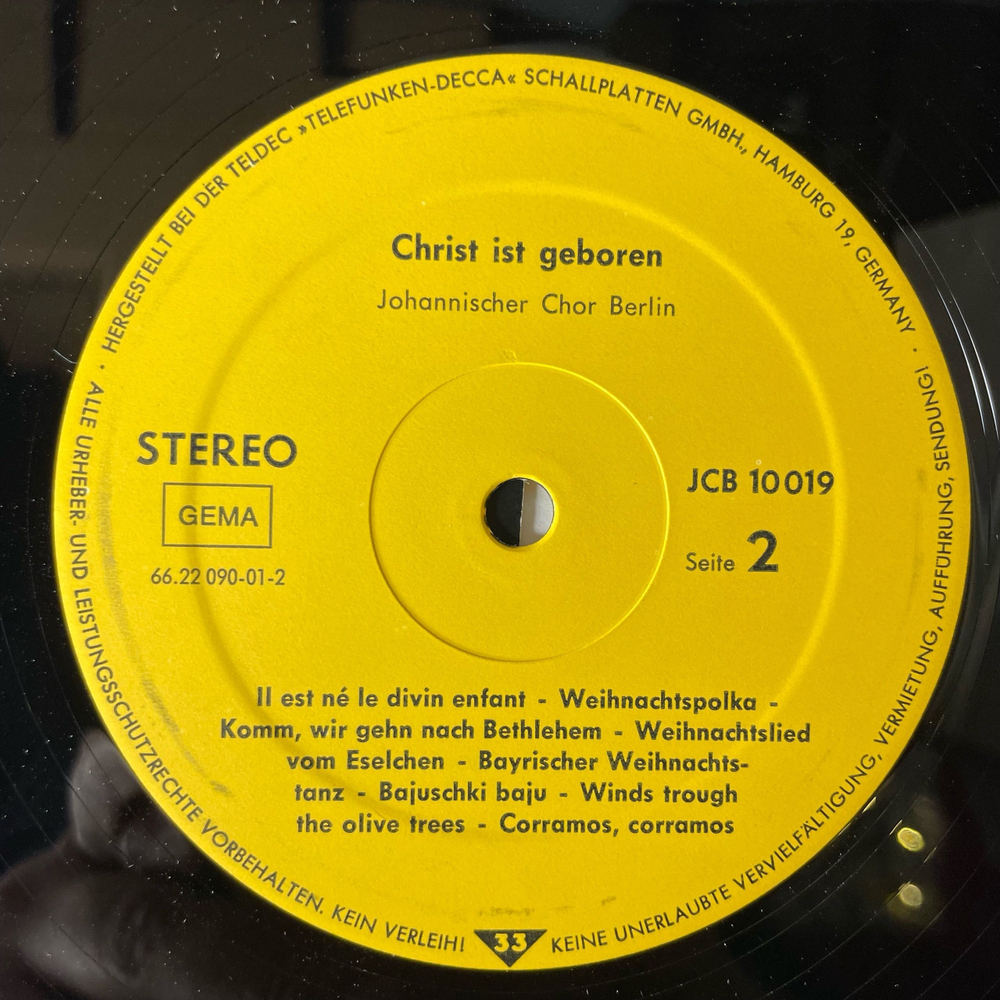 HERGESTELLT BEI DER TELDEC »TELEFUNKEN-DECCA« SCHALLPLATTEN GMBH., HAMBURG 19, GERMANY ·
Christ ist geboren
Johannischer Chor Berlin
STEREO
GEMA
66.22 090-01-2
JCB 10 019
Seite 2
Il est né le divin enfant - Weihnachtspolka -
Komm, wir gehn nach Bethlehem - Weihnachtslied
vom Eselchen - Bayrischer Weihnachts-
tanz - Bajuschki baju - Winds trough
the olive trees - Corramos, corramos
· ALLE URHEBER- UND LEISTUNGSSCHUTZRECHTE VORBEHALTEN. KEIN VERLEIH!
33
KEINE UNERLAUBTE VERVIELFÄLTIGUNG, VERMIETUNG, AUFFÜHRUNG, SENDUNG!